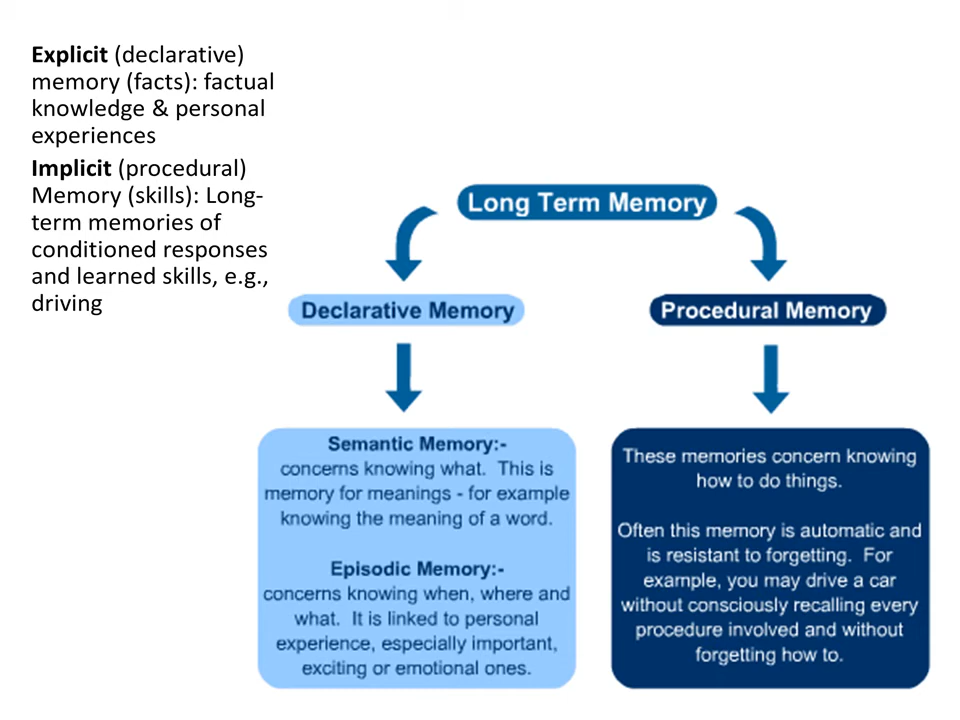 Explicit (declarative)
memory (facts): factual
knowledge & personal
experiences
Implicit (procedural)
Memory (skills): Long-
term memories of
conditioned responses
and learned skills, e.g.,
driving
Long Term Memory
Declarative Memory
Procedural Memory
Semantic Memory:-
concerns knowing what. This is
memory for meanings - for example
knowing the meaning of a word.
Episodic Memory:-
concerns knowing when, where and
what. It is linked to personal
experience, especially important,
exciting or emotional ones.
These memories concern knowing
how to do things.
Often this memory is automatic and
is resistant to forgetting. For
example, you may drive a car
without consciously recalling every
procedure involved and without
forgetting how to.